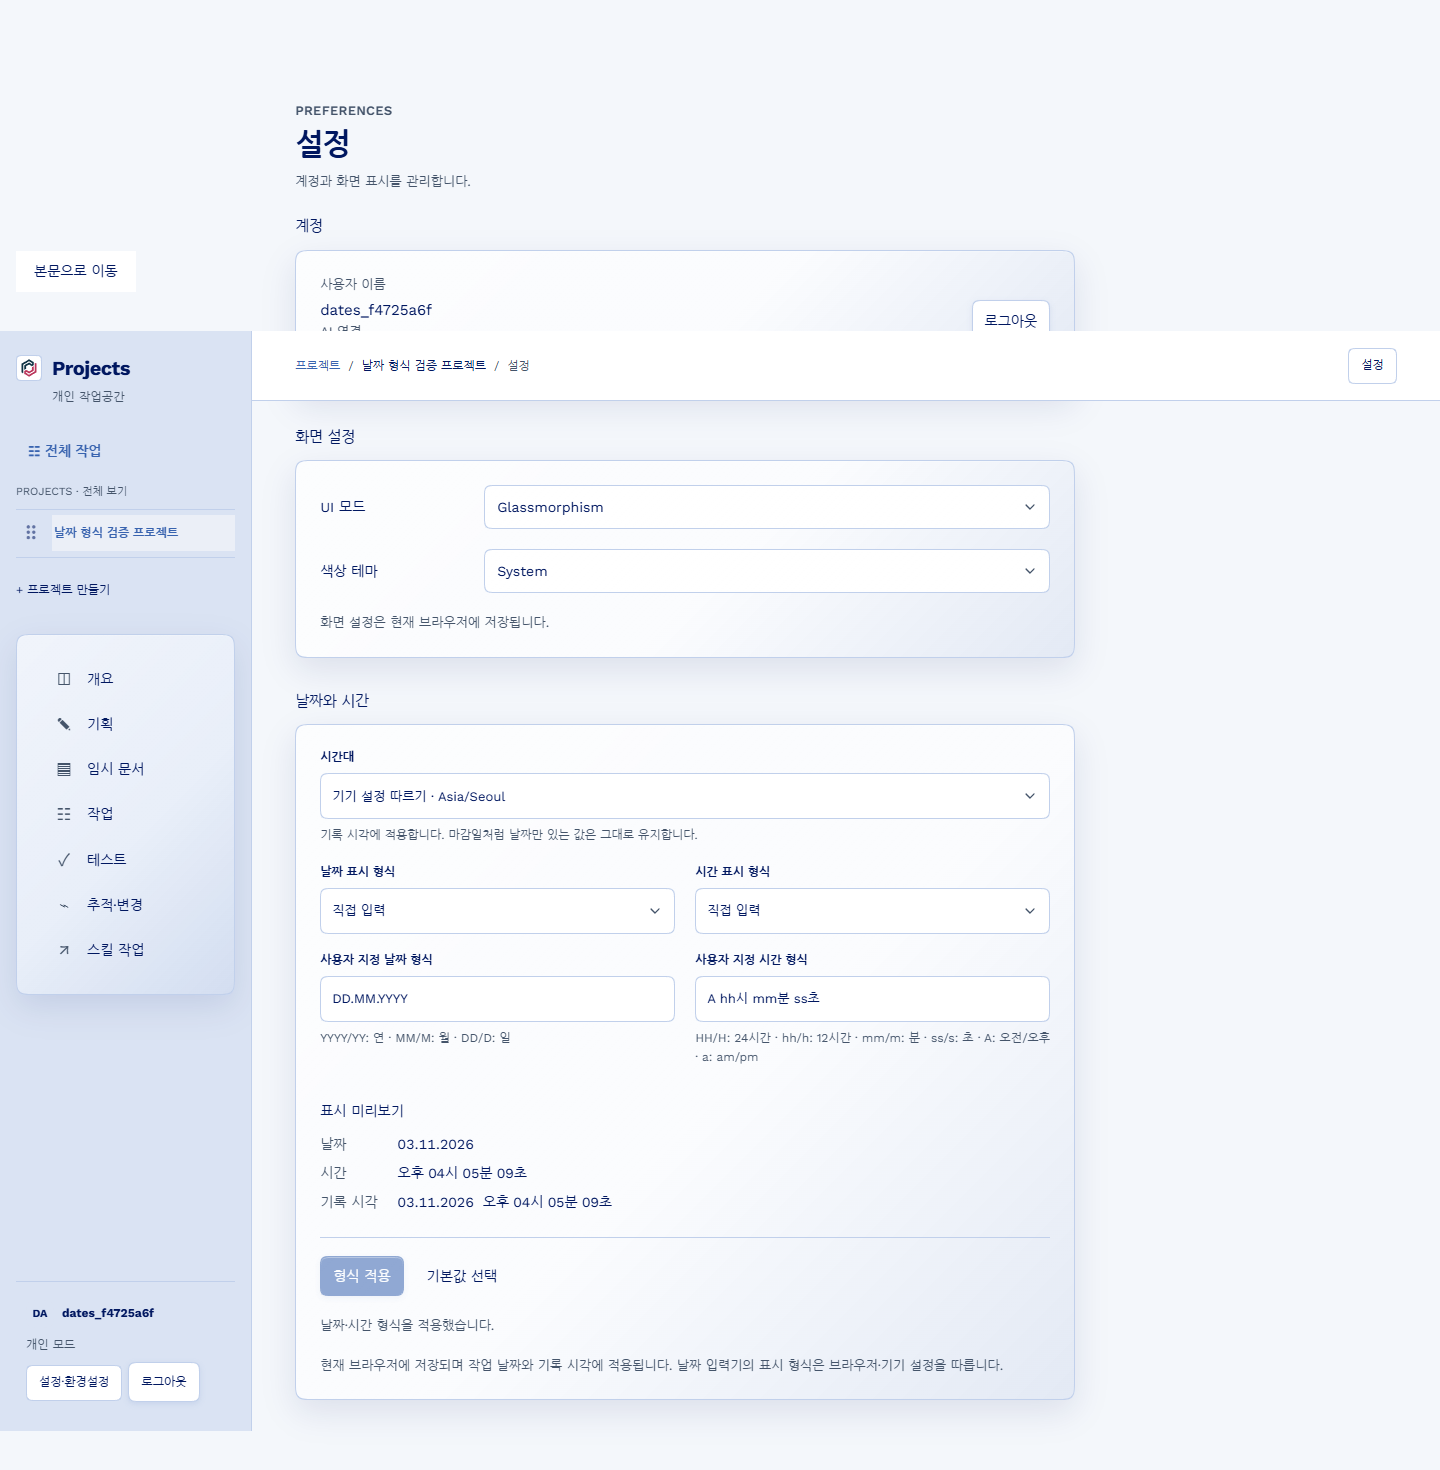 PREFERENCES
설정
계정과 화면 표시를 관리합니다.
계정
본문으로 이동
사용자 이름
dates_f4725a6f
로그아웃
Projects
개인 작업공간
프로젝트 / 날짜 형식 검증 프로젝트 / 설정
설정
전체 작업
PROJECTS · 전체 보기
날짜 형식 검증 프로젝트
+ 프로젝트 만들기
개요
기획
임시 문서
작업
테스트
추적·변경
스킬 작업
DA dates_f4725a6f
개인 모드
설정·환경설정
로그아웃
화면 설정
UI 모드
Glassmorphism
색상 테마
System
화면 설정은 현재 브라우저에 저장됩니다.
날짜와 시간
시간대
기기 설정 따르기 · Asia/Seoul
기록 시각에 적용합니다. 마감일처럼 날짜만 있는 값은 그대로 유지합니다.
날짜 표시 형식
직접 입력
시간 표시 형식
직접 입력
사용자 지정 날짜 형식
DD.MM.YYYY
YYYY/YY: 연 · MM/M: 월 · DD/D: 일
사용자 지정 시간 형식
A hh시 mm분 ss초
HH/H: 24시간 · hh/h: 12시간 · mm/m: 분 · ss/s: 초 · A: 오전/오후
· a: am/pm
표시 미리보기
날짜 03.11.2026
시간 오후 04시 05분 09초
기록 시각 03.11.2026 오후 04시 05분 09초
형식 적용
기본값 선택
날짜·시간 형식을 적용했습니다.
현재 브라우저에 저장되며 작업 날짜와 기록 시각에 적용됩니다. 날짜 입력기의 표시 형식은 브라우저·기기 설정을 따릅니다.